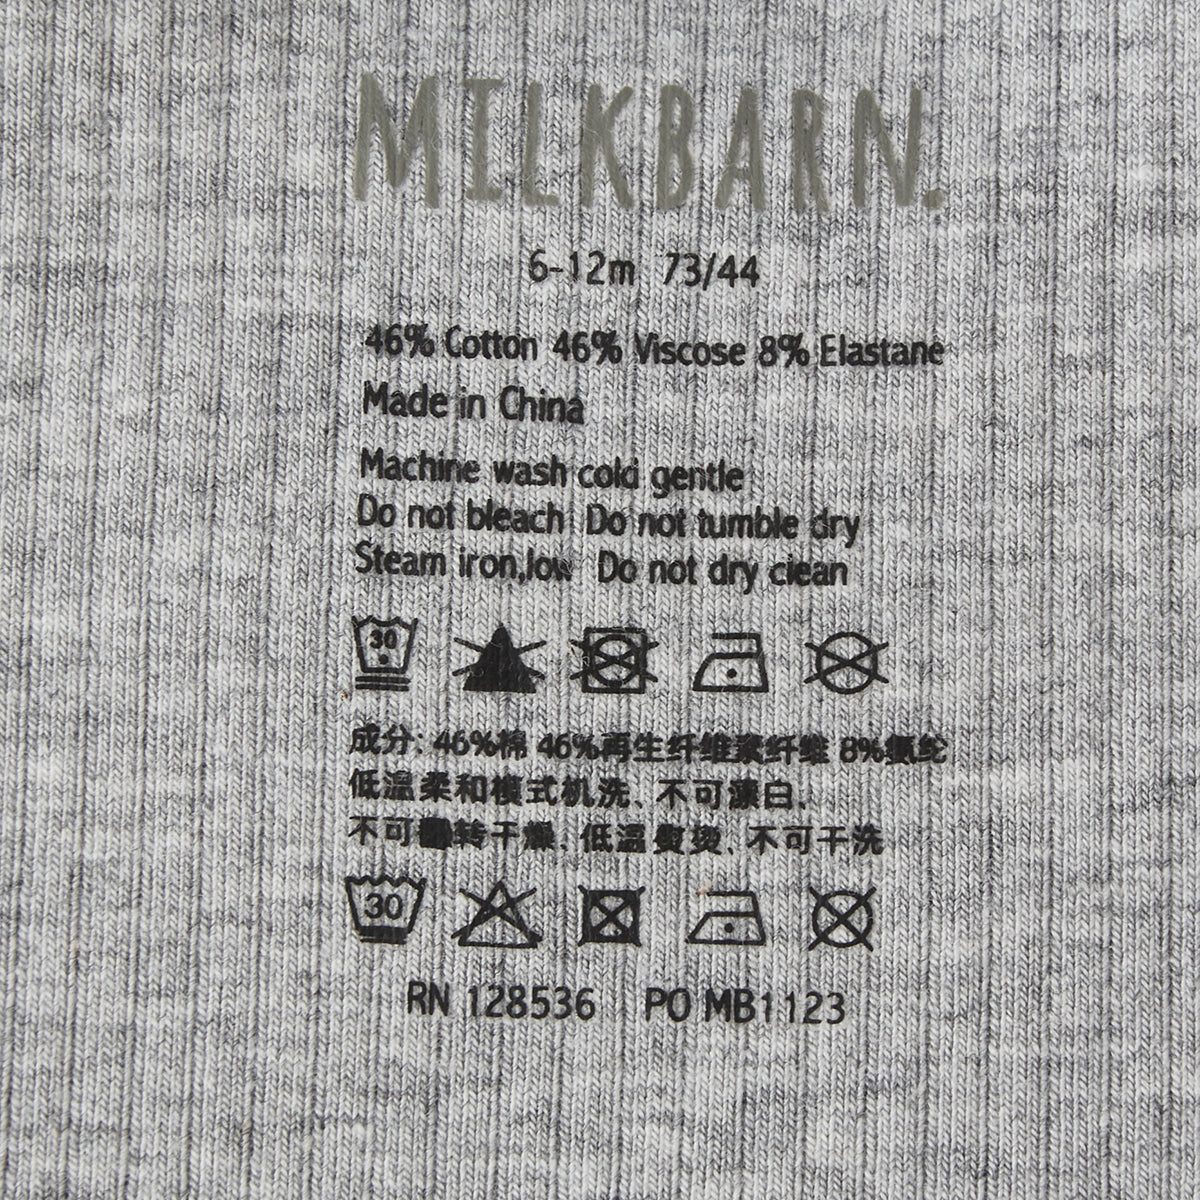 MILKBARN.
6-12m 73/44
46% Cotton 46% Viscose 8% Elastane
Made in China
Machine wash cold gentle
Do not bleach Do not tumble dry
Steam iron,low Do not dry clean
30
成分: 46%棉 46%再生纤维素纤维 8%氨纶
低温柔和模式机洗、不可漂白、
不可翻转干燥、低温熨烫、不可干洗
30
RN 128536 PO MB1123